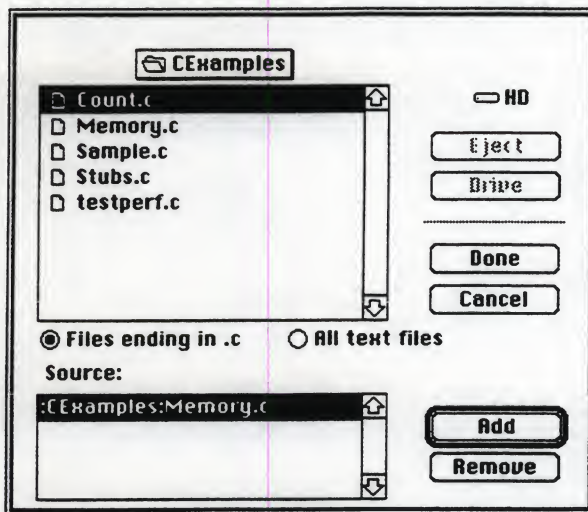 CExamples
Count.c
Memory.c
Sample.c
Stubs.c
testperf.c
HD
Eject
Drive
Done
Cancel
Files ending in .c
All text files
Source:
:CExamples:Memory.c
Add
Remove